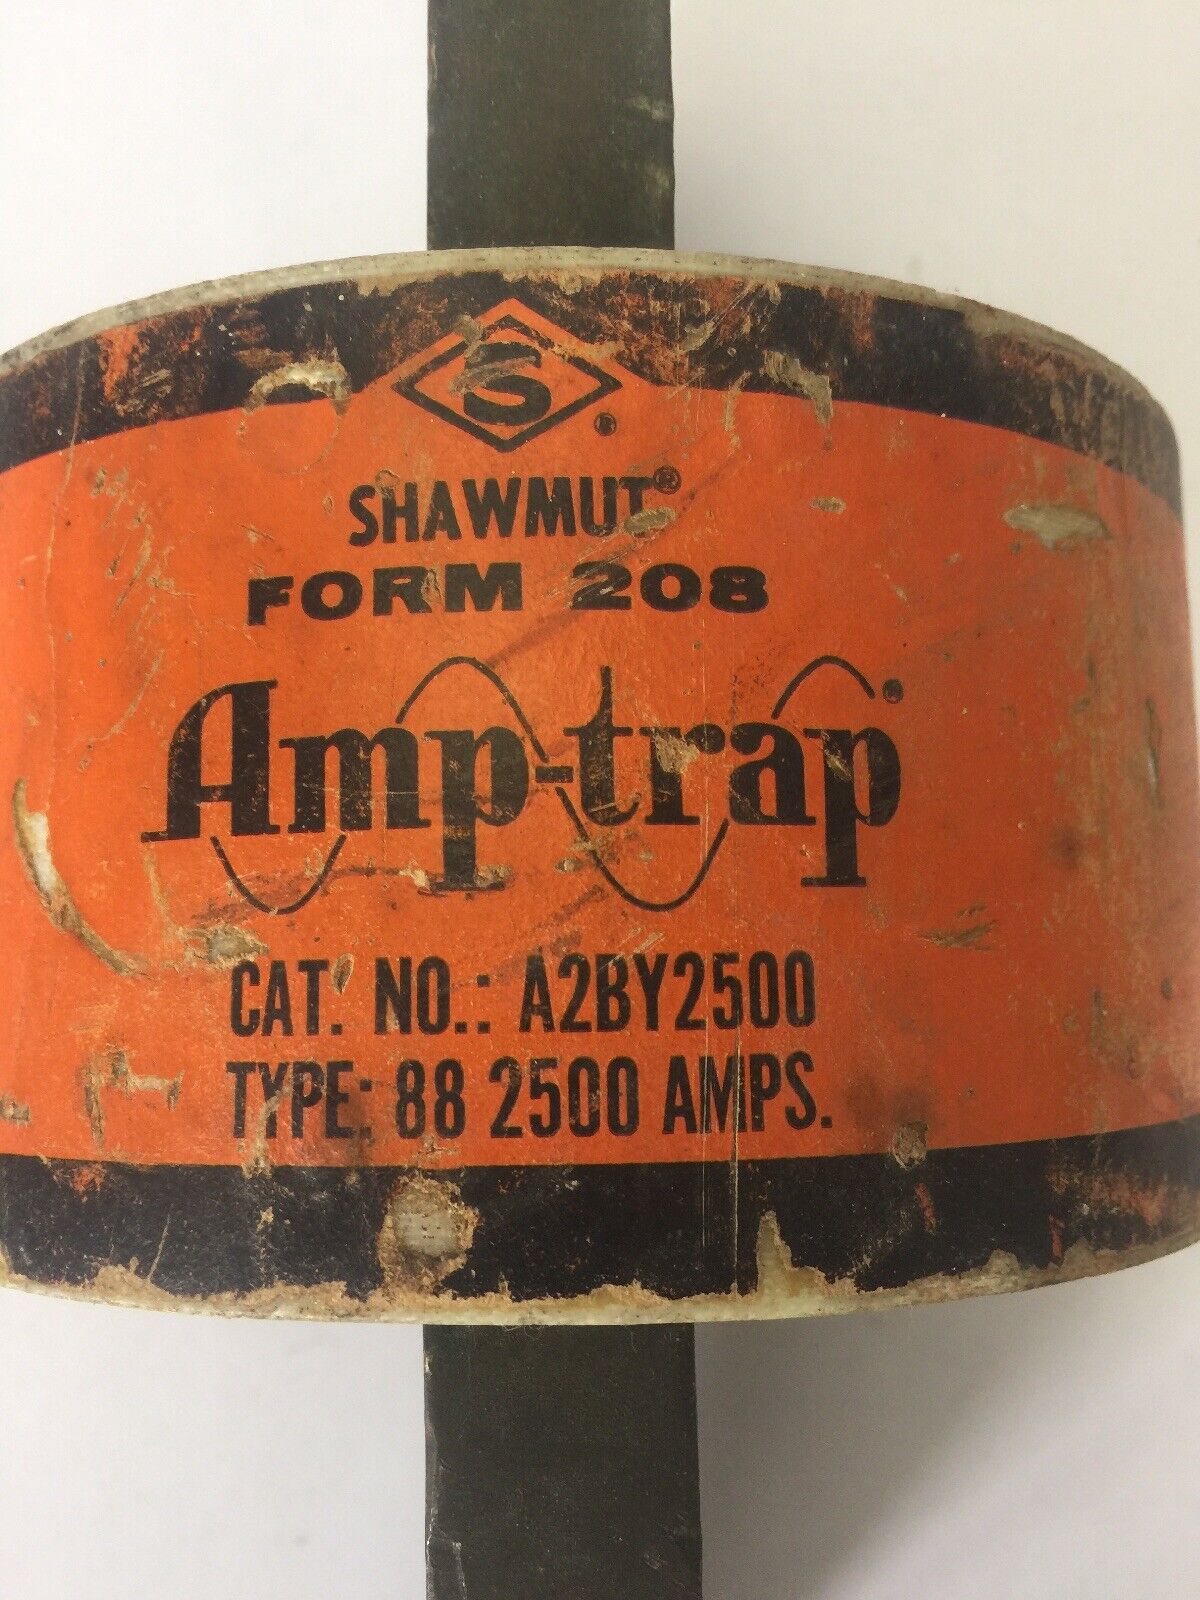 S®
SHAWMUT®
FORM 208
Amp-trap®
CAT. NO.: A2BY2500
TYPE: 88 2500 AMPS.